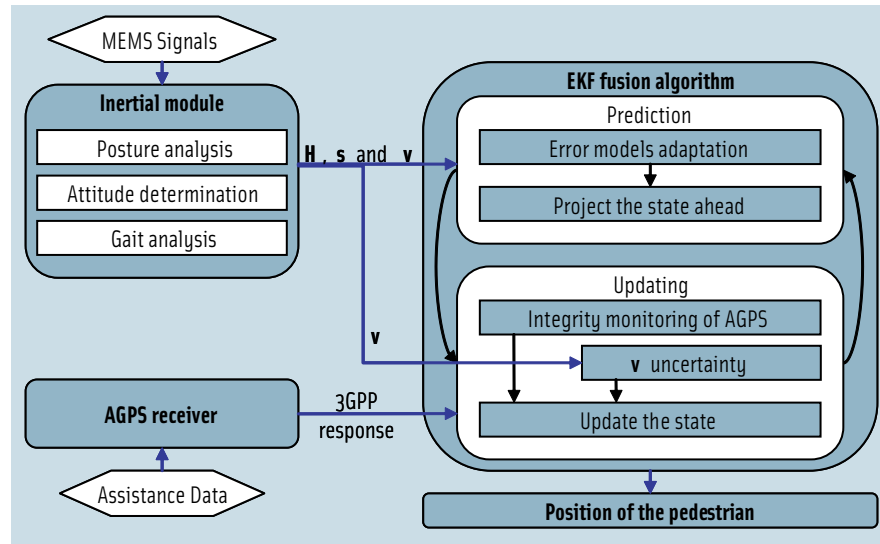 MEMS Signals
Inertial module
Posture analysis
Attitude determination
Gait analysis
H , s and v
v
AGPS receiver
3GPP
response
Assistance Data
EKF fusion algorithm
Prediction
Error models adaptation
Project the state ahead
Updating
Integrity monitoring of AGPS
v uncertainty
Update the state
Position of the pedestrian